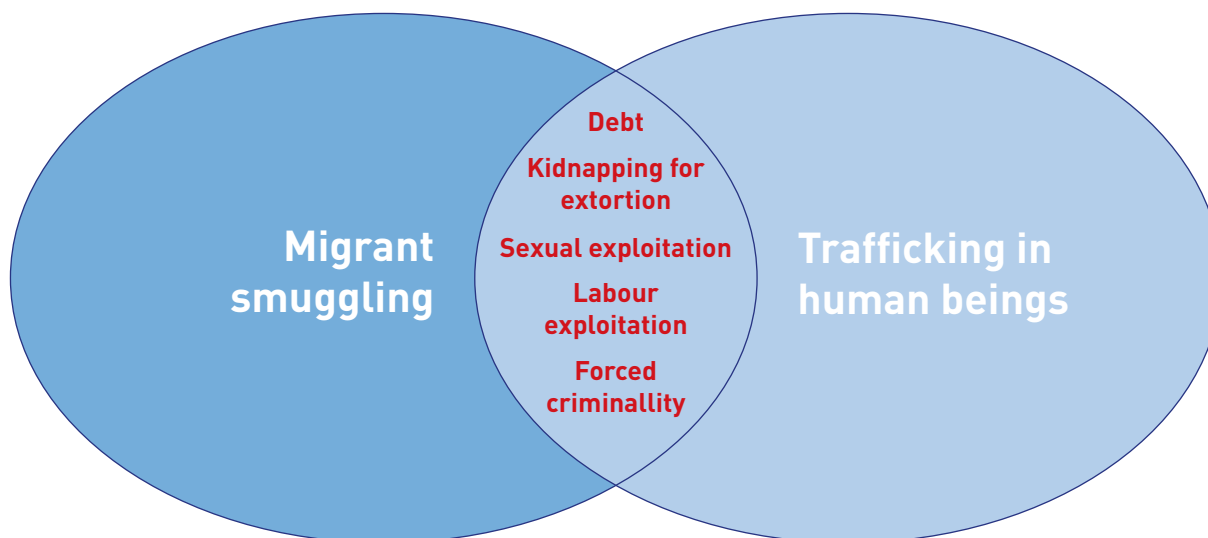 Migrant
smuggling
Debt
Kidnapping for
extortion
Sexual exploitation
Labour
exploitation
Forced
criminallity
Trafficking in
human beings